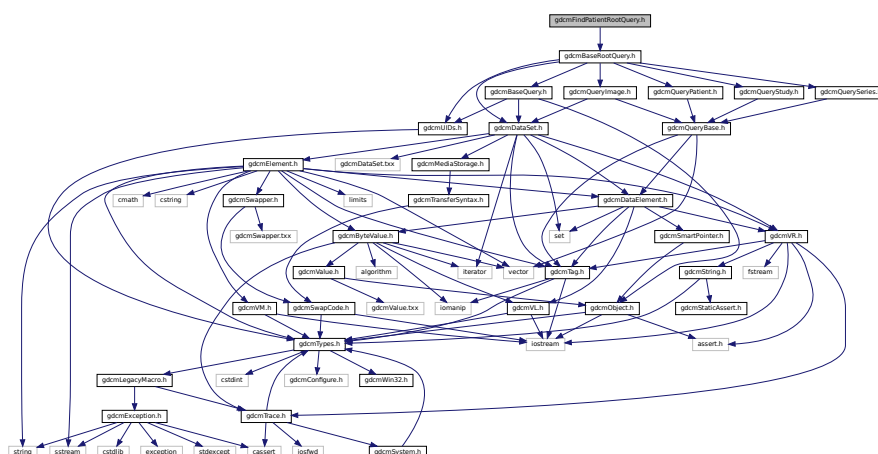 gdcmFindPatientRootQuery.h
gdcmBaseRootQuery.h
gdcmBaseQuery.h
gdcmQueryImage.h
gdcmQueryPatient.h
gdcmQueryStudy.h
gdcmQuerySeries.
gdcmUIDs.h
gdcmDataSet.h
gdcmQueryBase.h
gdcmElement.h
gdcmDataSet.txx
gdcmMediaStorage.h
cmath
cstring
gdcmSwapper.h
limits
gdcmTransferSyntax.h
gdcmDataElement.h
gdcmSwapper.txx
gdcmByteValue.h
set
gdcmSmartPointer.h
gdcmVR.h
gdcmValue.h
algorithm
iterator
vector
gdcmTag.h
gdcmString.h
fstream
gdcmVM.h
gdcmSwapCode.h
gdcmValue.txx
iomanip
gdcmVL.h
gdcmObject.h
gdcmStaticAssert.h
gdcmTypes.h
iostream
assert.h
gdcmLegacyMacro.h
cstdint
gdcmConfigure.h
gdcmWin32.h
gdcmException.h
gdcmTrace.h
string
sstream
cstdlib
exception
stdexcept
cassert
iosfwd
gdcmSystem.h